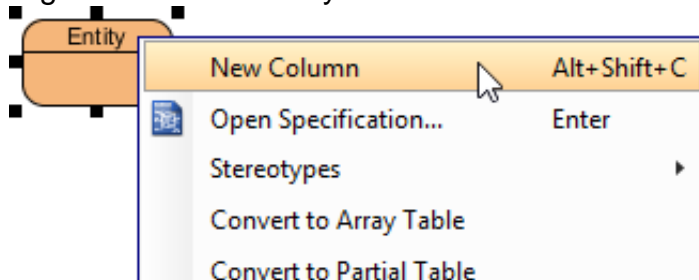 Entity
New Column Alt+Shift+C
Open Specification... Enter
Stereotypes
Convert to Array Table
Convert to Partial Table